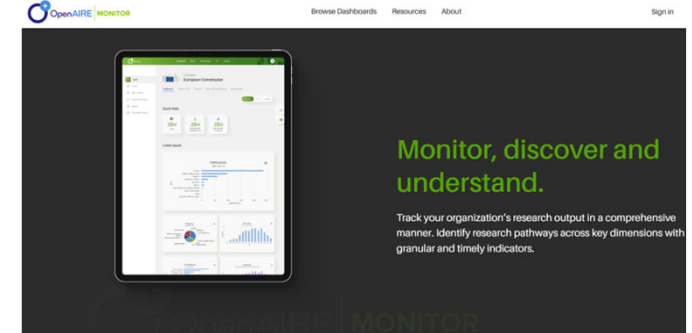 OpenAIRE MONITOR
Browse Dashboards Resources About Sign in
European Commission
Monitor, discover and
understand.
Track your organization's research output in a comprehensive
manner. Identify research pathways across key dimensions with
granular and timely indicators.
OpenAIRE MONITOR